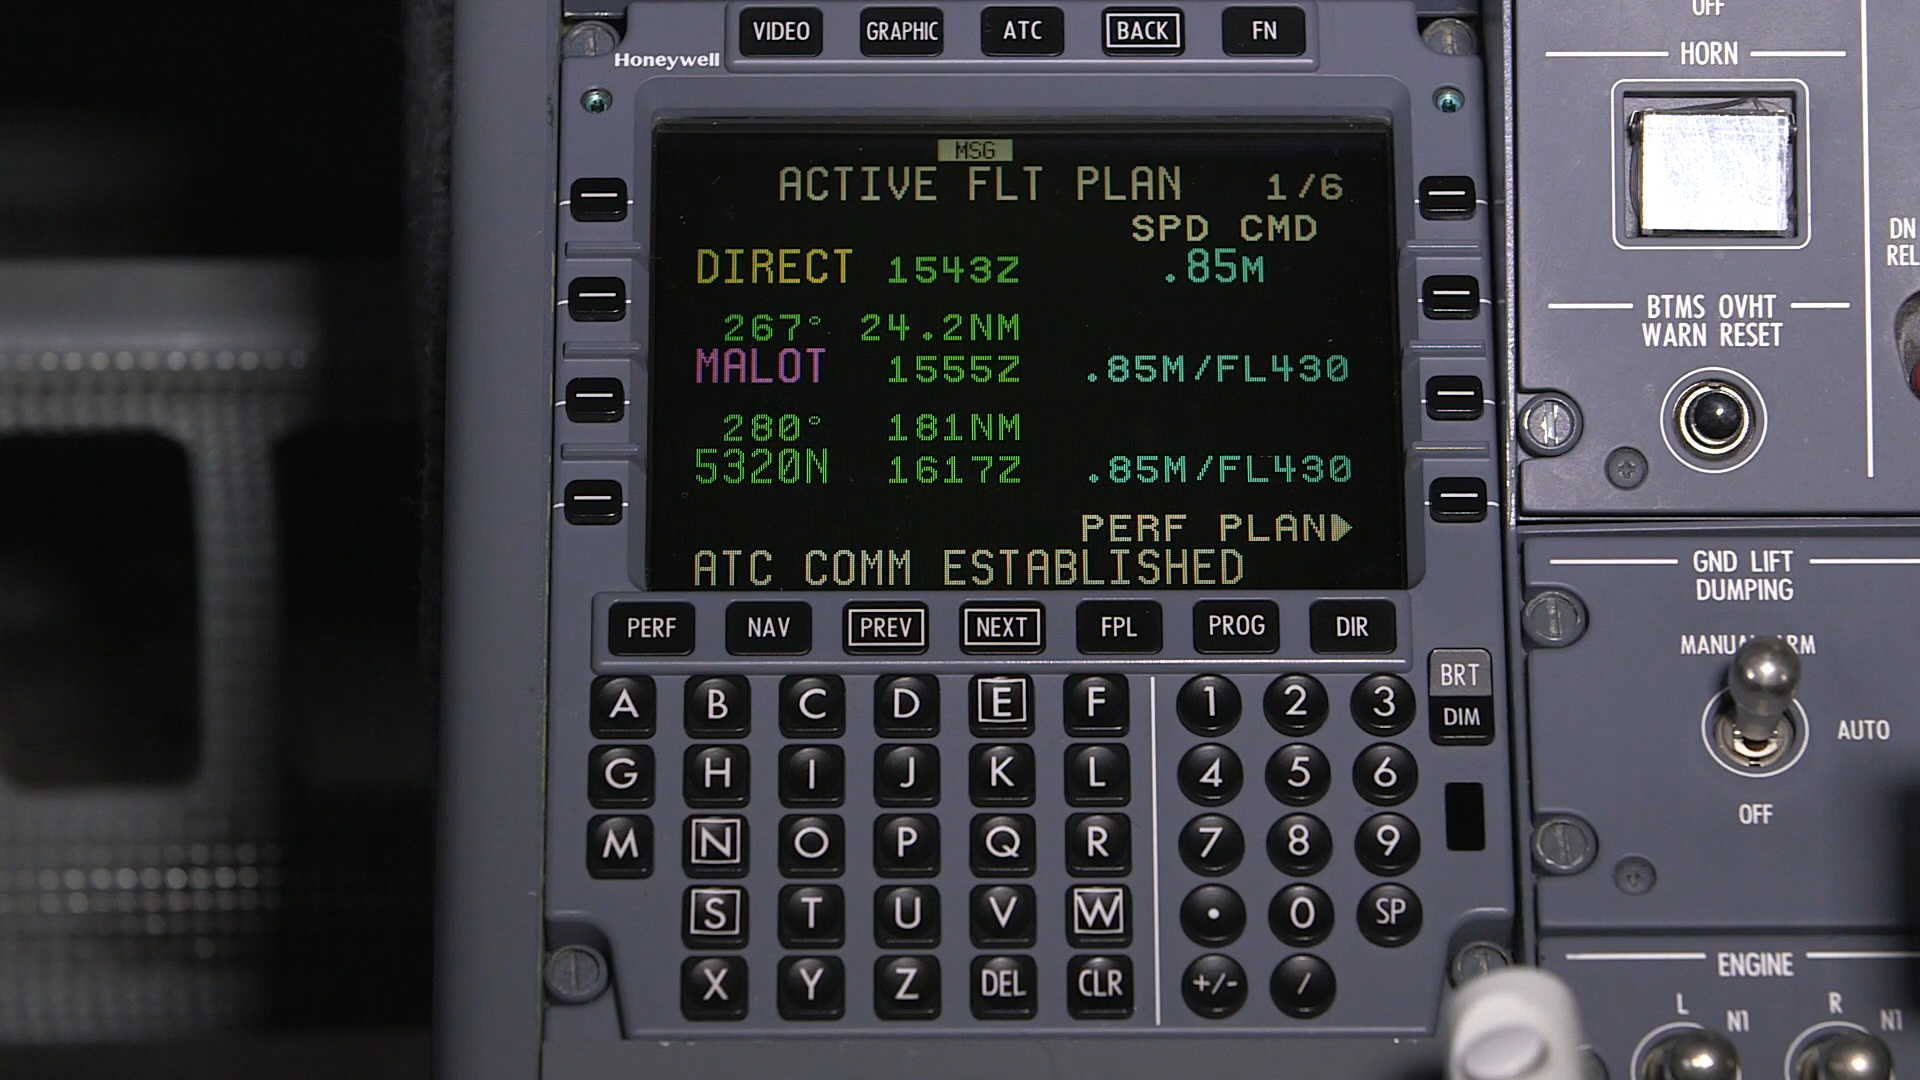 VIDEO GRAPHIC ATC BACK FN
Honeywell
MSG
ACTIVE FLT PLAN 1/6
SPD CMD
DIRECT 1543Z .85M
267° 24.2NM
MALOT 1555Z .85M/FL430
280° 181NM
5320N 1617Z .85M/FL430
PERF PLAN
ATC COMM ESTABLISHED
PERF NAV PREV NEXT FPL PROG DIR
BRT
DIM
A B C D E F 1 2 3
G H I J K L 4 5 6
M N O P Q R 7 8 9
S T U V W • 0 SP
X Y Z DEL CLR +/- /
OFF
HORN
DN
REL
BTMS OVHT
WARN RESET
GND LIFT
DUMPING
MANUAL ARM
AUTO
OFF
ENGINE
L N1 R N1